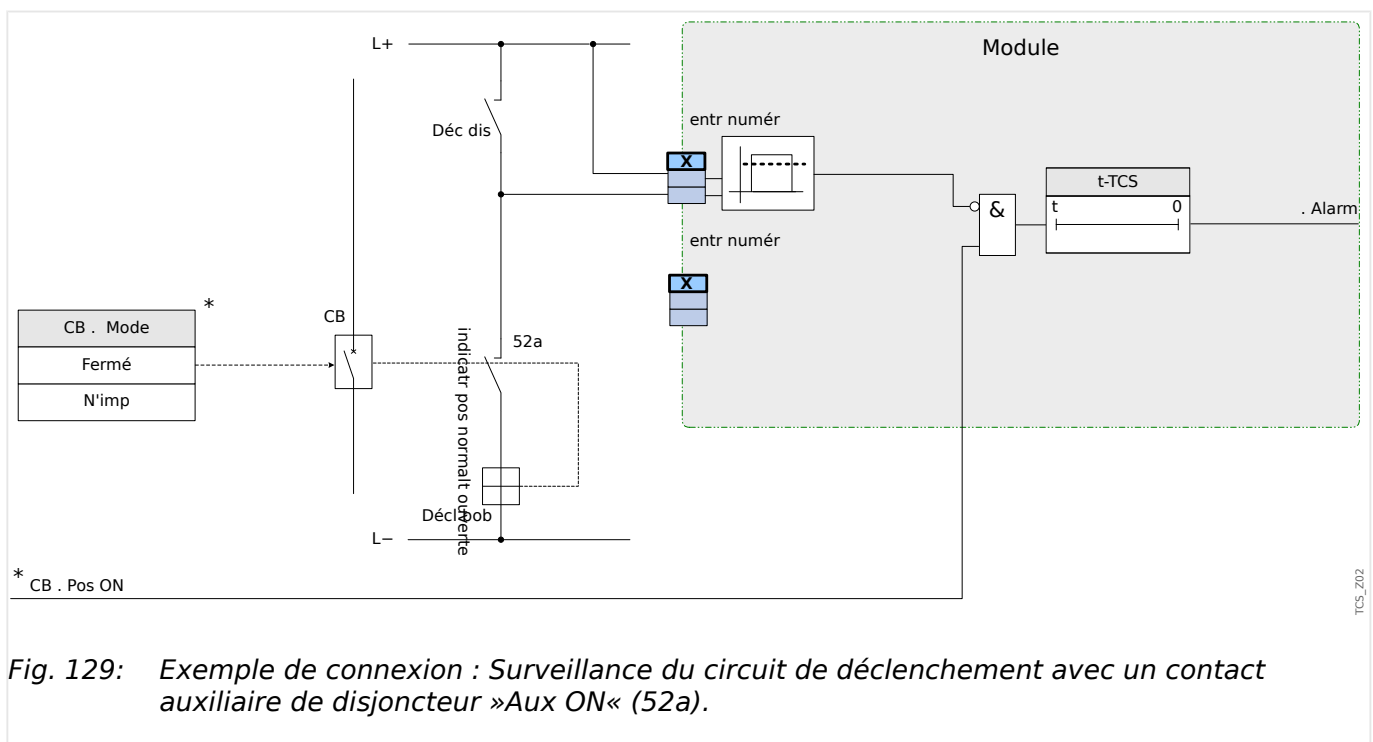 Module
L+
Déc dis
entr numér
X
t-TCS
t 0
&
. Alarm
entr numér
X
*
CB . Mode
Fermé
N'imp
CB
52a
indicatr pos normalt ouverte
Décl bob
L−
* CB . Pos ON
TCS_Z02
Fig. 129: Exemple de connexion : Surveillance du circuit de déclenchement avec un contact
auxiliaire de disjoncteur »Aux ON« (52a).